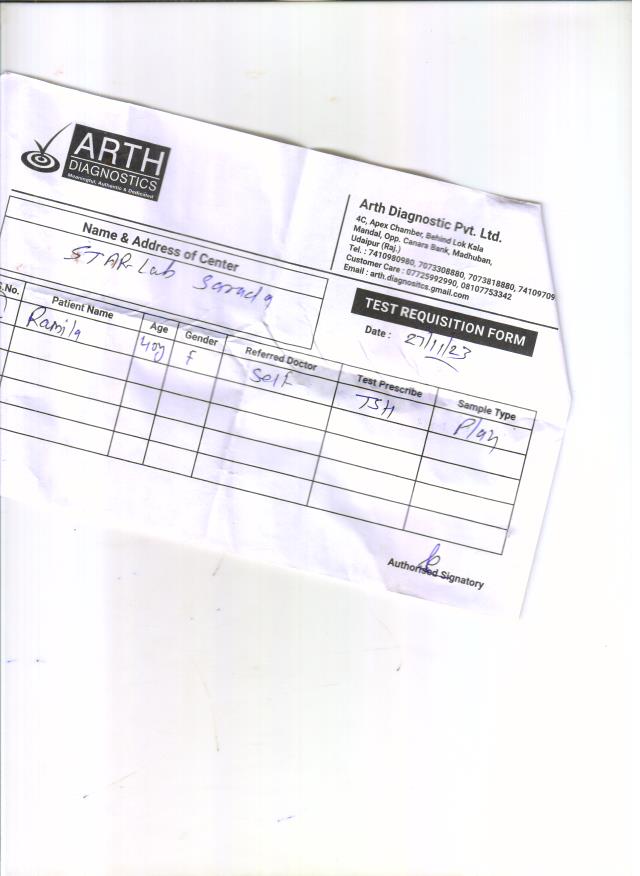 ARTH
DIAGNOSTICS
Meaningful, Authentic & Dedicated
Arth Diagnostic Pvt. Ltd.
4C, Apex Chamber, Behind Lok Kala
Mandal, Opp. Canara Bank, Madhuban,
Udaipur (Raj.)
Tel. : 7410980980, 7073308880, 7073818880, 74109709
Customer Care : 07725992990, 08107753342
Email : arth.diagnositcs.gmail.com
Name & Address of Center
STAR Lab Sarada
TEST REQUISITION FORM
Date : 27/11/23
S.No. Patient Name Age Gender Referred Doctor Test Prescribe Sample Type
Ramila 40y F Self TSH
Authorised Signatory